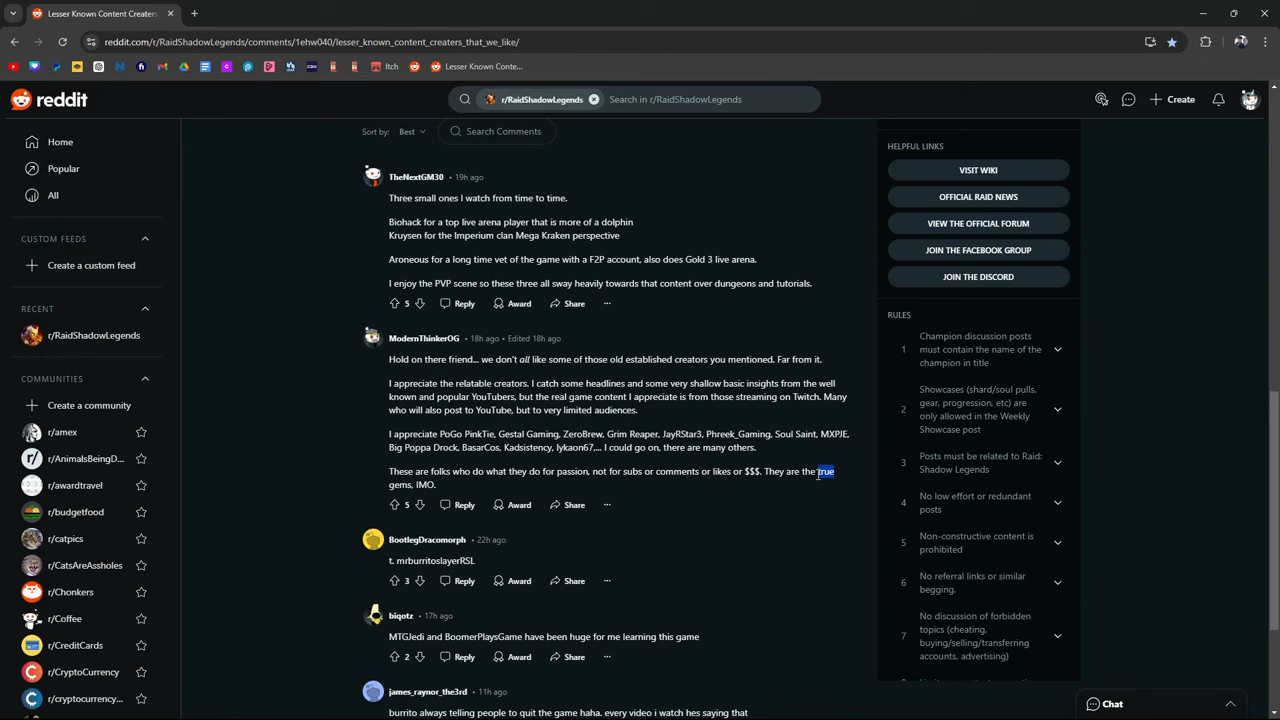 Lesser Known Content Creaters
reddit.com/r/RaidShadowLegends/comments/1ehw040/lesser_known_content_creaters_that_we_like/
Itch
Lesser Known Conte...
reddit
r/RaidShadowLegends
Search in r/RaidShadowLegends
Create
Home
Popular
All
CUSTOM FEEDS
Create a custom feed
RECENT
r/RaidShadowLegends
COMMUNITIES
Create a community
r/amex
r/AnimalsBeingD...
r/awardtravel
r/budgetfood
r/catpics
r/CatsAreAssholes
r/Chonkers
r/Coffee
r/CreditCards
r/CryptoCurrency
r/cryptocurrency...
Sort by:
Best
Search Comments
TheNextGM30 • 19h ago
Three small ones I watch from time to time.
Biohack for a top live arena player that is more of a dolphin
Kruysen for the Imperium clan Mega Kraken perspective
Aroneous for a long time vet of the game with a F2P account, also does Gold 3 live arena.
I enjoy the PVP scene so these three all sway heavily towards that content over dungeons and tutorials.
5 Reply Award Share ...
ModernThinkerOG • 18h ago • Edited 18h ago
Hold on there friend... we don't all like some of those old established creators you mentioned. Far from it.
I appreciate the relatable creators. I catch some headlines and some very shallow basic insights from the well
known and popular YouTubers, but the real game content I appreciate is from those streaming on Twitch. Many
who will also post to YouTube, but to very limited audiences.
I appreciate PoGo PinkTie, Gestal Gaming, ZeroBrew, Grim Reaper, JayRStar3, Phreek_Gaming, Soul Saint, MXPJE,
Big Poppa Drock, BasarCos, Kadsistency, Iykaon67,... I could go on, there are many others.
These are folks who do what they do for passion, not for subs or comments or likes or $$$. They are the true
gems, IMO.
5 Reply Award Share ...
BootlegDracomorph • 22h ago
t. mrburritoslayerRSL
3 Reply Award Share ...
biqotz • 17h ago
MTGJedi and BoomerPlaysGame have been huge for me learning this game
2 Reply Award Share ...
james_raynor_the3rd • 11h ago
burrito always telling people to quit the game haha. every video i watch hes saying that
HELPFUL LINKS
VISIT WIKI
OFFICIAL RAID NEWS
VIEW THE OFFICIAL FORUM
JOIN THE FACEBOOK GROUP
JOIN THE DISCORD
RULES
1 Champion discussion posts
must contain the name of the
champion in title
2 Showcases (shard/soul pulls,
gear, progression, etc) are
only allowed in the Weekly
Showcase post
3 Posts must be related to Raid:
Shadow Legends
4 No low effort or redundant
posts
5 Non-constructive content is
prohibited
6 No referral links or similar
begging.
7 No discussion of forbidden
topics (cheating,
buying/selling/transferring
accounts, advertising)
Chat